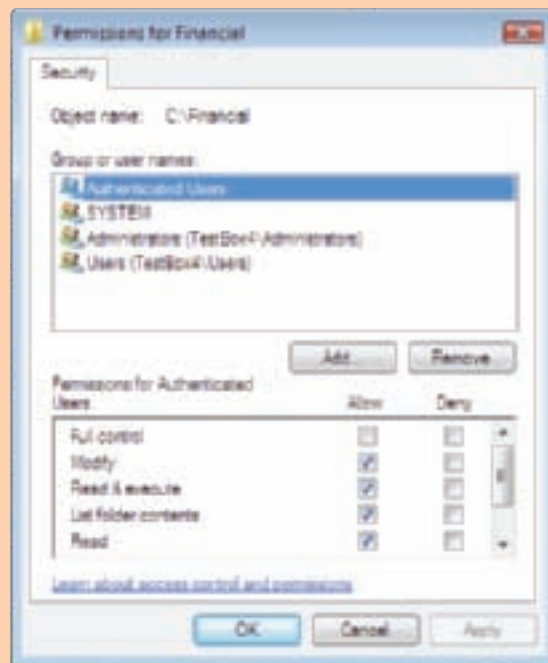 Permissions for Financial
Security
Object name: C:\Financial
Group or user names:
Authenticated Users
SYSTEM
Administrators (TestBox4\Administrators)
Users (TestBox4\Users)
Add...
Remove
Permissions for Authenticated
Users
Allow
Deny
Full control
Modify
Read & execute
List folder contents
Read
Learn about access control and permissions
OK
Cancel
Apply